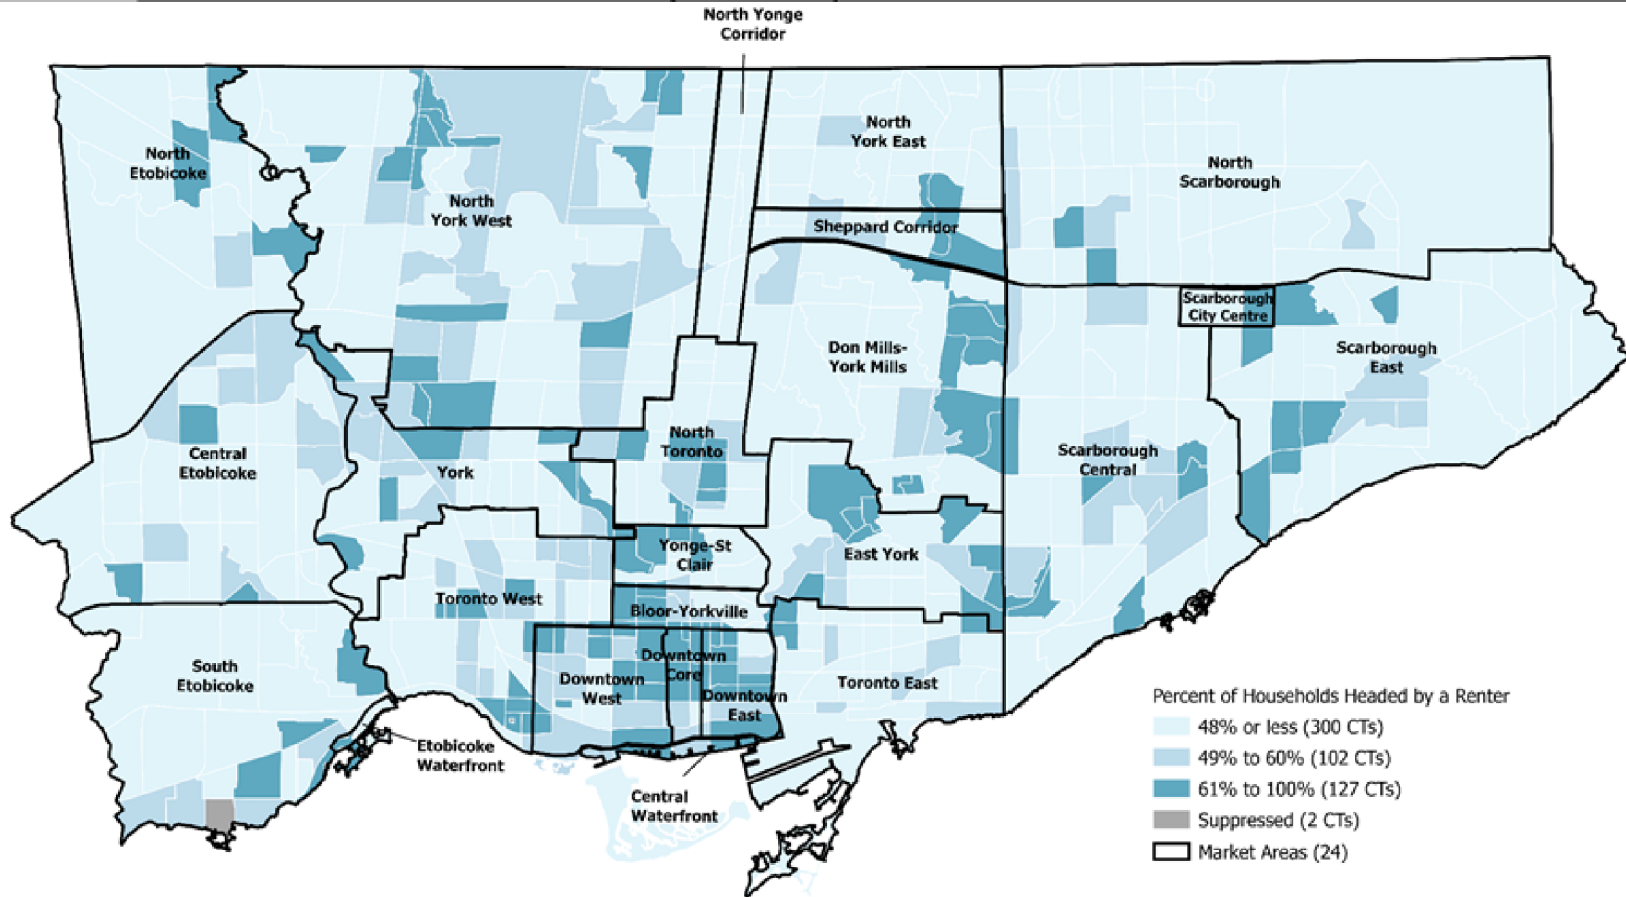 North Yonge
Corridor
North
York East
North
Etobicoke
North
Scarborough
North
York West
Sheppard Corridor
Scarborough
City Centre
Don Mills-
York Mills
Scarborough
East
North
Toronto
Central
Etobicoke
York
Scarborough
Central
Yonge-St
Clair
East York
Toronto West
Bloor-Yorkville
South
Etobicoke
Downtown
Core
Downtown
West
Toronto East
Downtown
East
Etobicoke
Waterfront
Central
Waterfront
Percent of Households Headed by a Renter
48% or less (300 CTs)
49% to 60% (102 CTs)
61% to 100% (127 CTs)
Suppressed (2 CTs)
Market Areas (24)